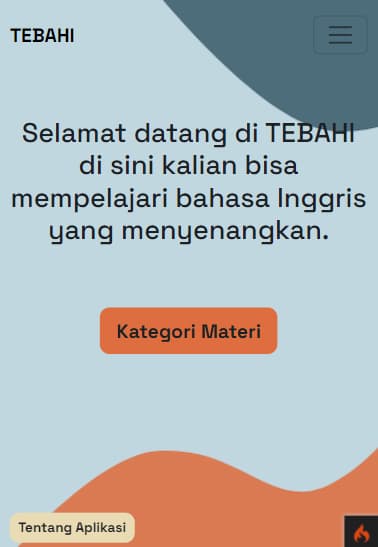 TEBAHI
Selamat datang di TEBAHI
di sini kalian bisa
mempelajari bahasa Inggris
yang menyenangkan.
Kategori Materi
Tentang Aplikasi